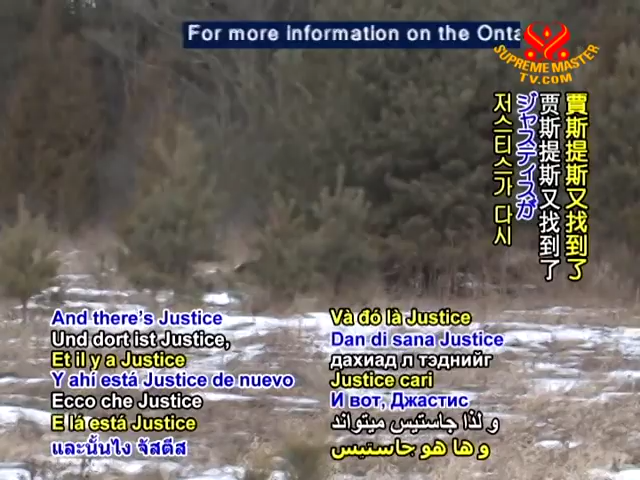 For more information on the Onta
SUPREME MASTER
TV.COM
賈斯提斯又找到了
贾斯提斯又找到了
ジャスティスが
저스티스가 다시
And there's Justice
Und dort ist Justice,
Et il y a Justice
Y ahí está Justice de nuevo
Ecco che Justice
E lá está Justice
และนั้นไง จัสตีส
Và đó là Justice
Dan di sana Justice
дахиад л тэднийг
Justice cari
И вот, Джастис
و لذا جاستیس میتواند
و ها هو جاستيس